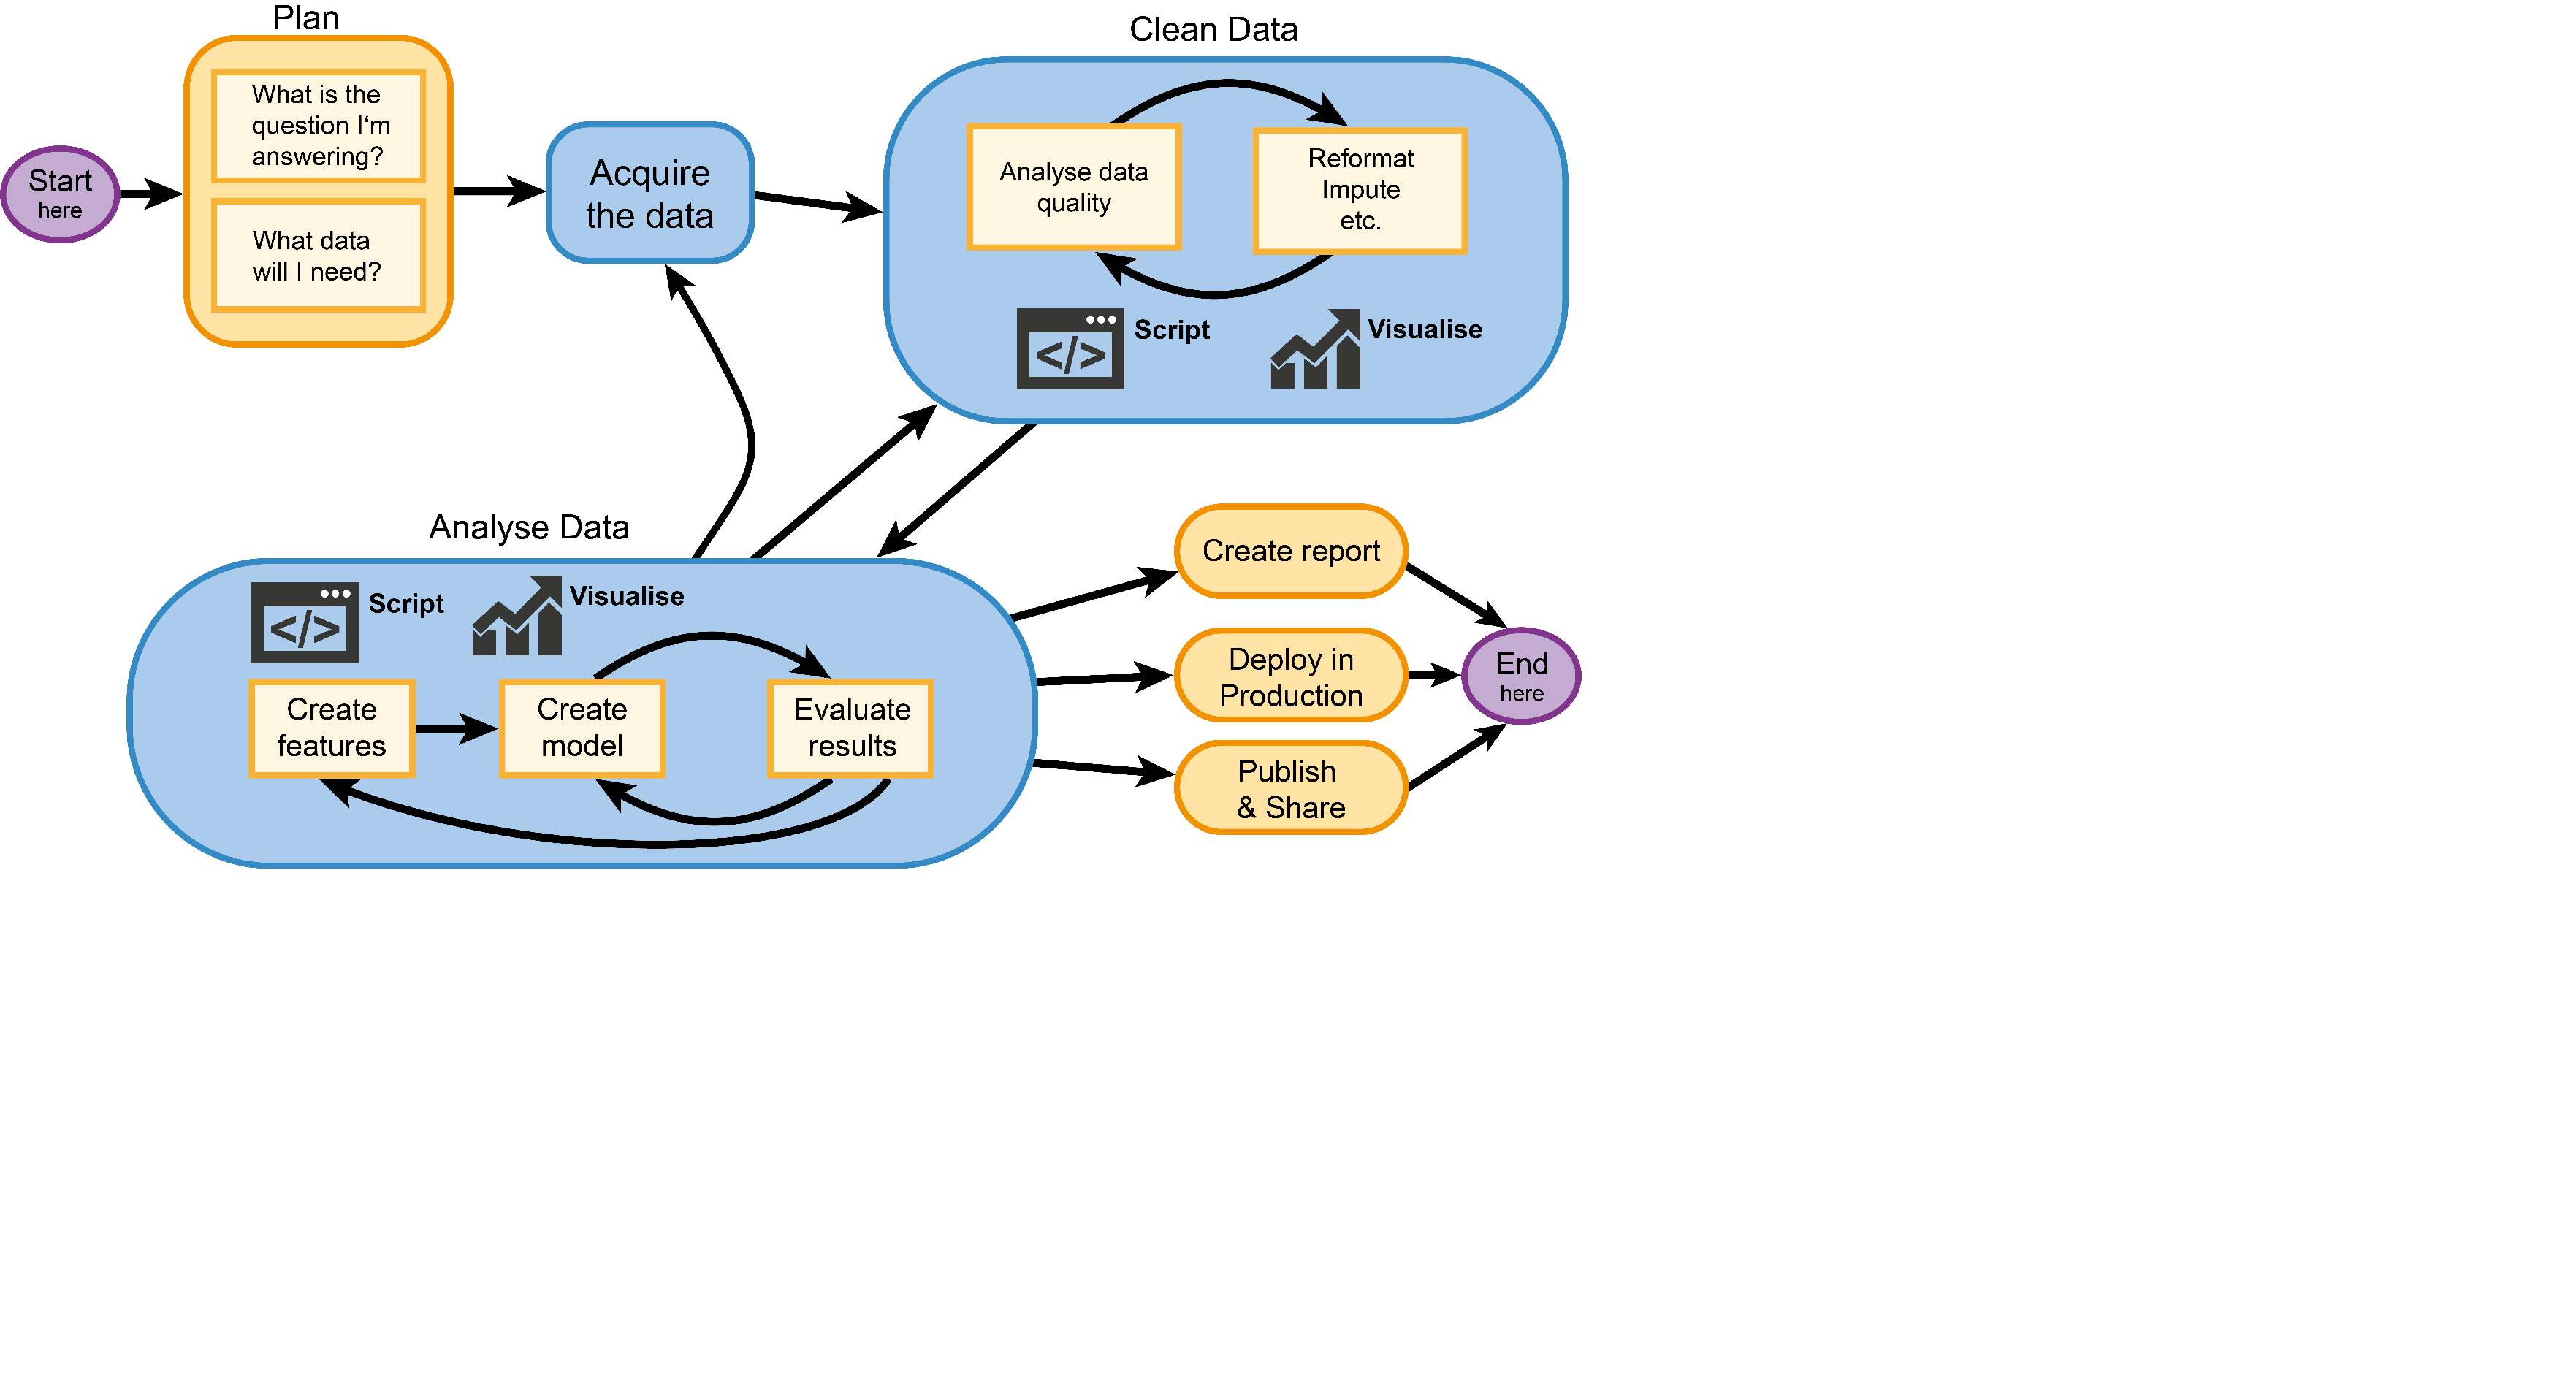 Plan
What is the
question I‘m
answering?
What data
will I need?
Start
here
Acquire
the data
Clean Data
Analyse data
quality
Reformat
Impute
etc.
Script
Visualise
Analyse Data
Script
Visualise
Create
features
Create
model
Evaluate
results
Create report
Deploy in
Production
Publish
& Share
End
here